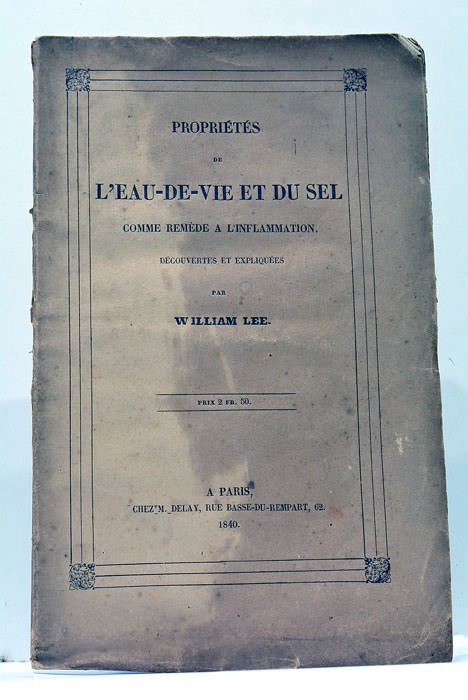 PROPRIÉTÉS
DE
L'EAU-DE-VIE ET DU SEL
COMME REMÈDE A L'INFLAMMATION,
DÉCOUVERTES ET EXPLIQUÉES
PAR
WILLIAM LEE.
PRIX 2 FR. 50.
A PARIS,
CHEZ M. DELAY, RUE BASSE-DU-REMPART, 62.
1840.